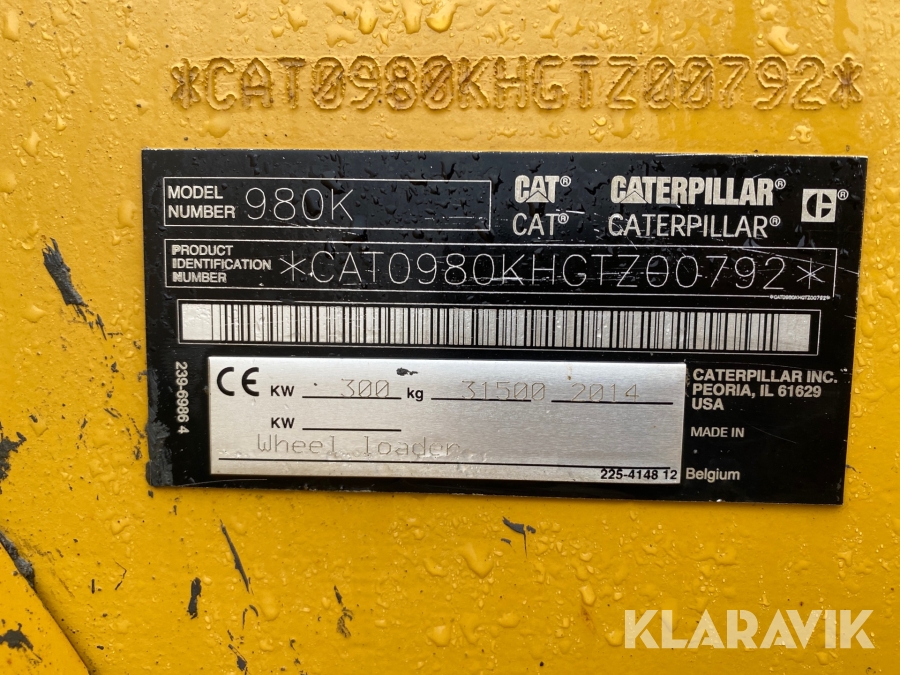 *CAT0980KHGTZ00792*
MODEL NUMBER 980K
CAT® CATERPILLAR®
CAT® CATERPILLAR®
PRODUCT IDENTIFICATION NUMBER *CAT0980KHGTZ00792*
*CAT0980KHGTZ00792*
239-6986 4
CE KW 300 kg 31500 2014
KW
Wheel loader
225-4148 12
CATERPILLAR INC.
PEORIA, IL 61629
USA
MADE IN
Belgium
KLARAVIK